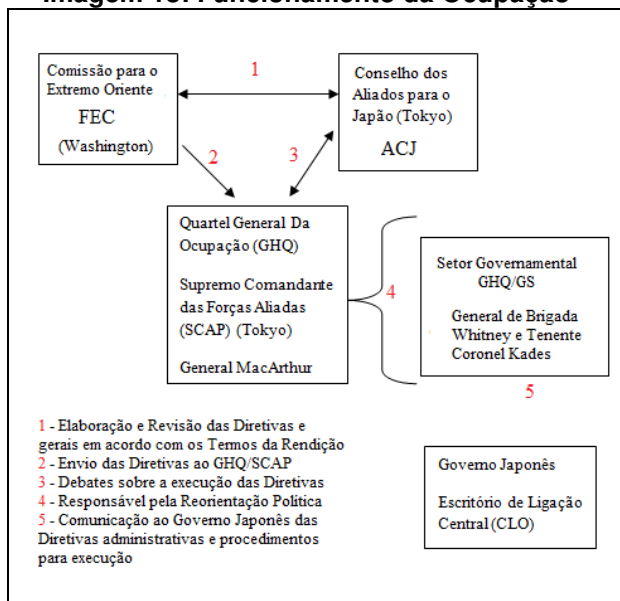 Imagem 18: Funcionamento da Ocupação
Comissão para o
Extremo Oriente
FEC
(Washington)
1
Conselho dos
Aliados para o
Japão (Tokyo)
ACJ
2
3
Quartel General Da
Ocupação (GHQ)
Supremo Comandante
das Forças Aliadas
(SCAP) (Tokyo)
General MacArthur
4
Setor Governamental
GHQ/GS
General de Brigada
Whitney e Tenente
Coronel Kades
5
1 - Elaboração e Revisão das Diretivas e
gerais em acordo com os Termos da Rendição
2 - Envio das Diretivas ao GHQ/SCAP
3 - Debates sobre a execução das Diretivas
4 - Responsável pela Reorientação Política
5 - Comunicação ao Governo Japonês das
Diretivas administrativas e procedimentos
para execução
Governo Japonês
Escritório de Ligação
Central (CLO)